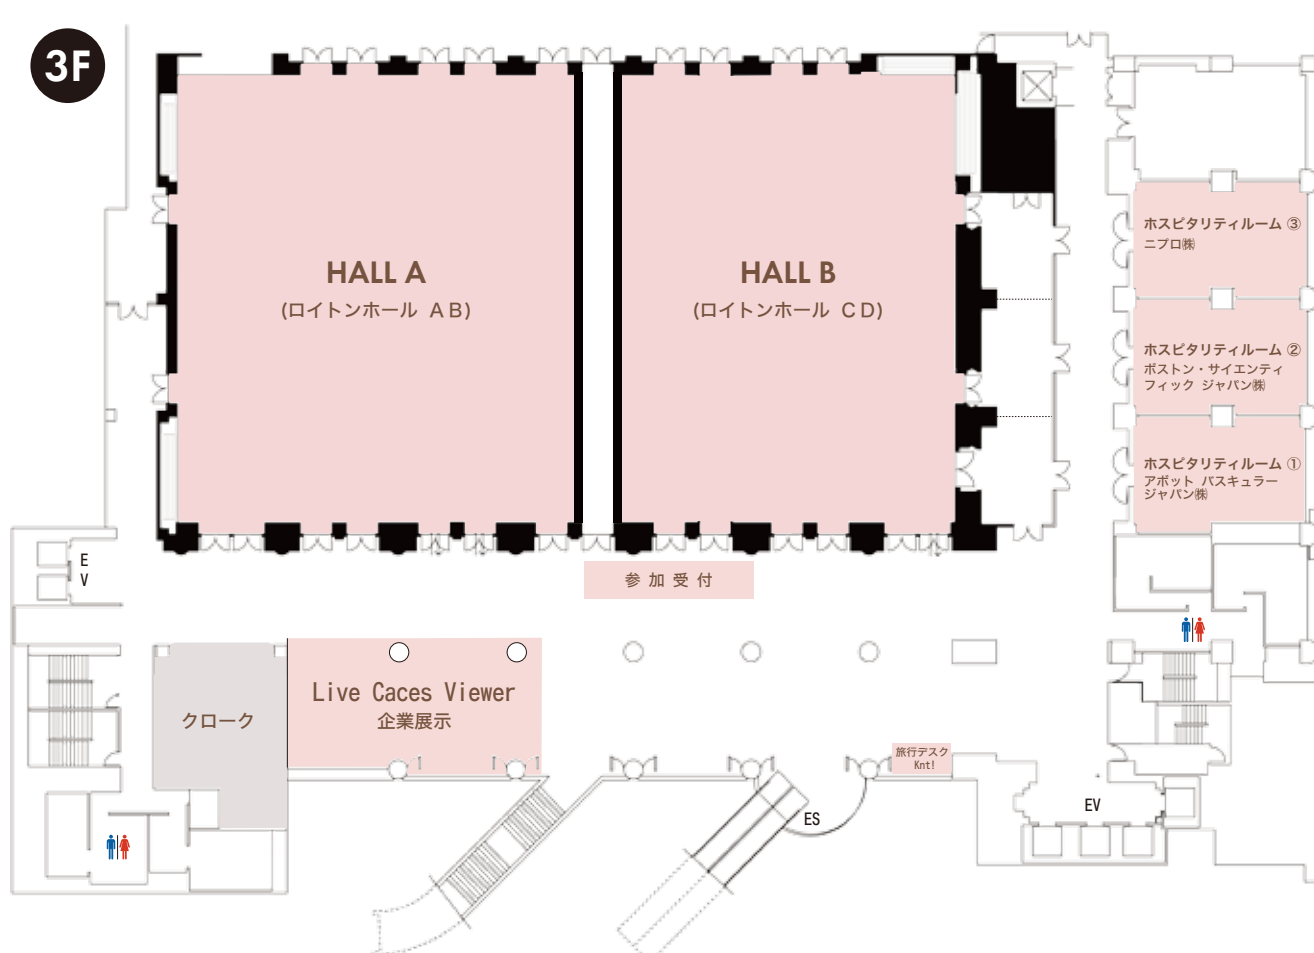 3F
HALL A
(ロイトンホール AB)
HALL B
(ロイトンホール CD)
ホスピタリティルーム ③
ニプロ㈱
ホスピタリティルーム ②
ボストン・サイエンティ
フィック ジャパン㈱
ホスピタリティルーム ①
アボット バスキュラー
ジャパン㈱
E
V
参加受付
Live Caces Viewer
企業展示
クローク
旅行デスク
Knt!
ES
EV